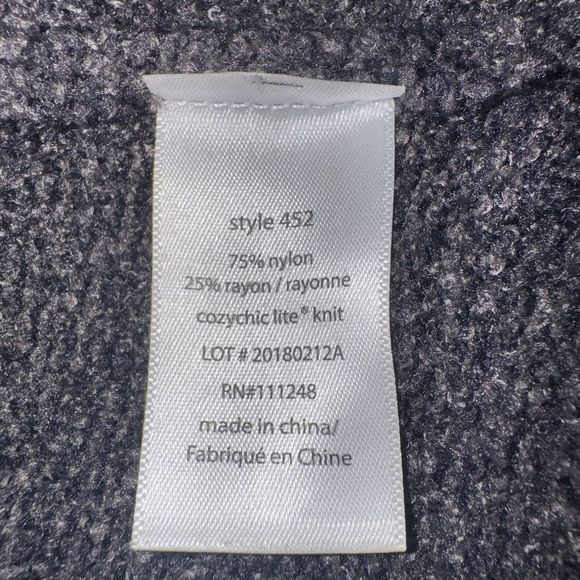 style 452
75% nylon
25% rayon / rayonne
cozychic lite® knit
LOT # 20180212A
RN#111248
made in china/
Fabriqué en Chine